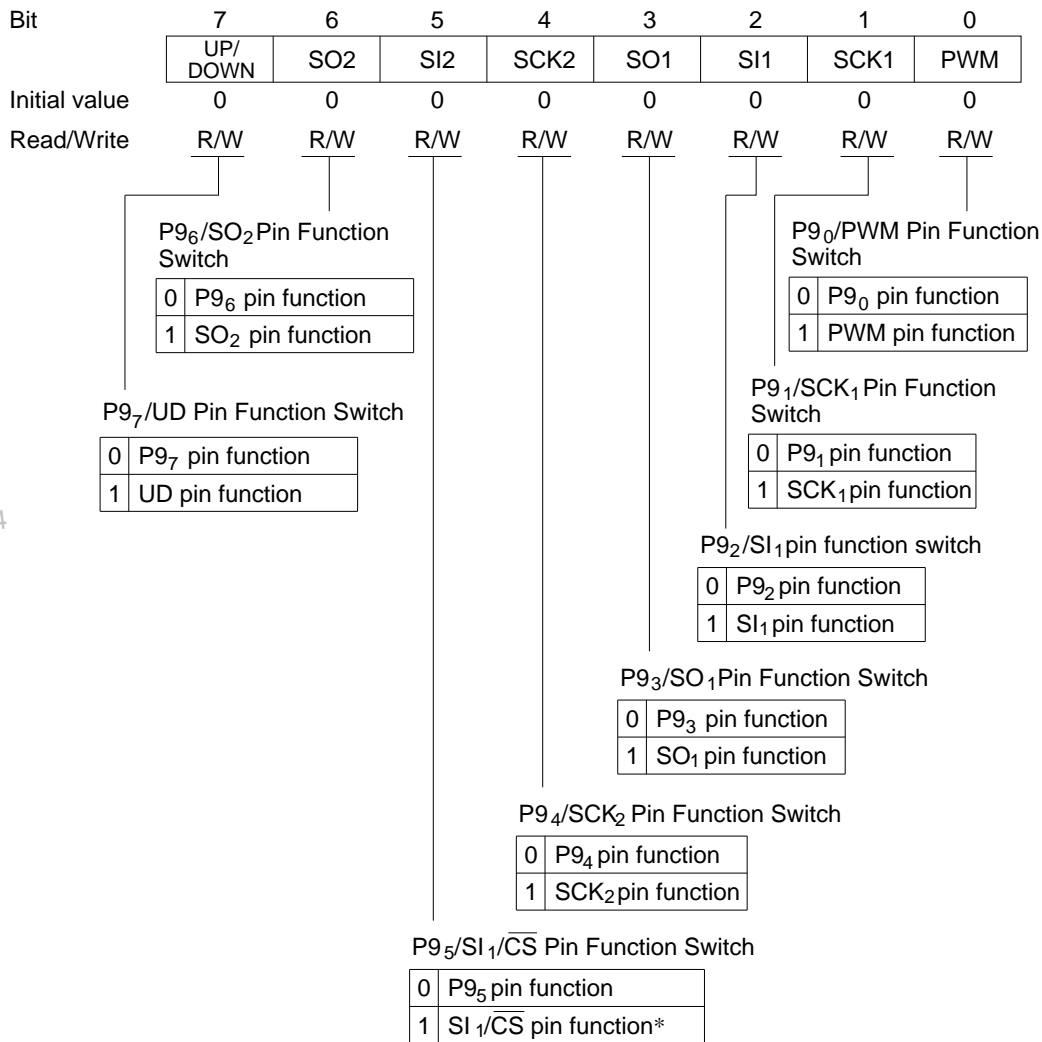 Bit 7 6 5 4 3 2 1 0
UP/DOWN SO2 SI2 SCK2 SO1 SI1 SCK1 PWM
Initial value 0 0 0 0 0 0 0 0
Read/Write R/W R/W R/W R/W R/W R/W R/W R/W
P9₆/SO₂ Pin Function
Switch
0 P9₆ pin function
1 SO₂ pin function
P9₀/PWM Pin Function
Switch
0 P9₀ pin function
1 PWM pin function
P9₇/UD Pin Function Switch
0 P9₇ pin function
1 UD pin function
P9₁/SCK₁ Pin Function
Switch
0 P9₁ pin function
1 SCK₁ pin function
P9₂/SI₁ pin function switch
0 P9₂ pin function
1 SI₁ pin function
P9₃/SO₁ Pin Function Switch
0 P9₃ pin function
1 SO₁ pin function
P9₄/SCK₂ Pin Function Switch
0 P9₄ pin function
1 SCK₂ pin function
P9₅/SI₁/C̅S̅ Pin Function Switch
0 P9₅ pin function
1 SI₁/C̅S̅ pin function*